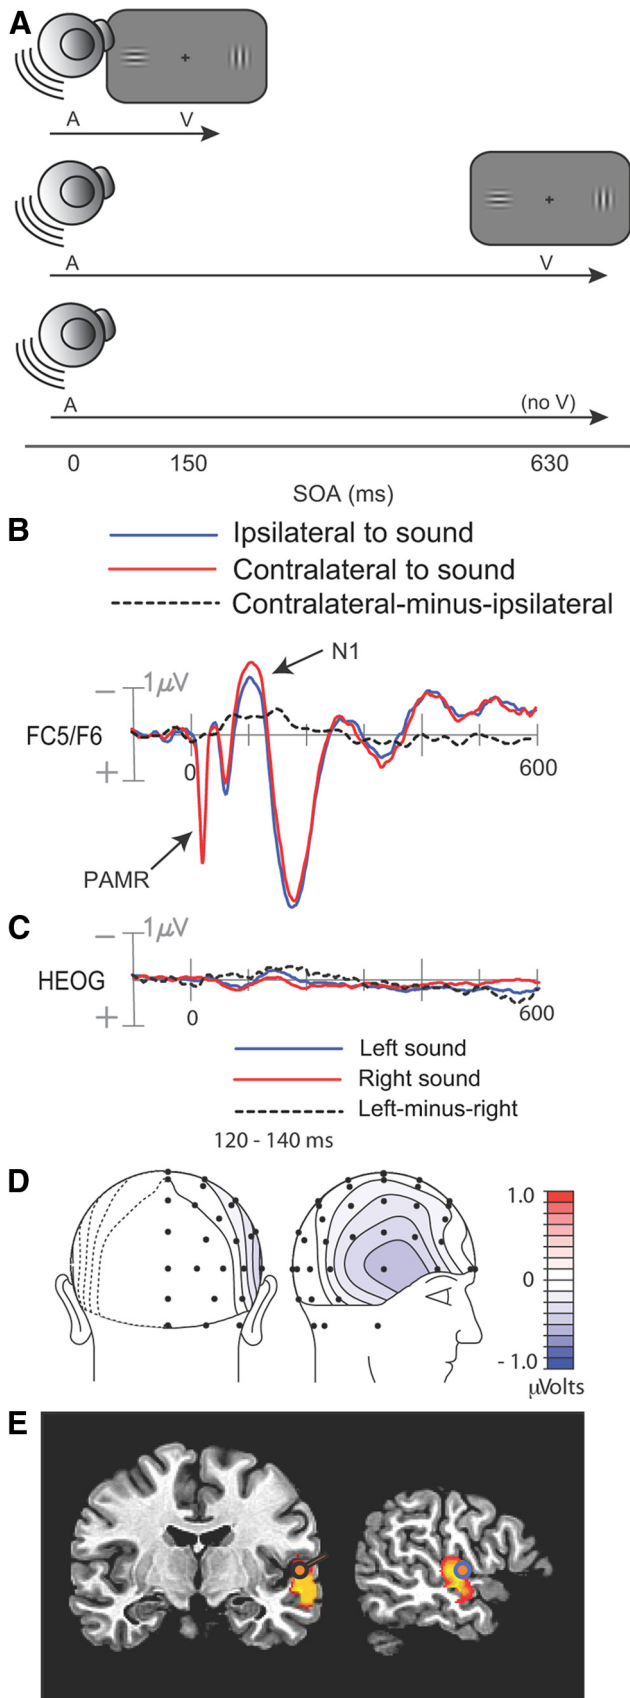 A
A V
A V
A (no V)
0 150 630
SOA (ms)
B
Ipsilateral to sound
Contralateral to sound
Contralateral-minus-ipsilateral
N1
− 1μV
FC5/F6
+ 0 600
PAMR
C
− 1μV
HEOG
+ 0 600
Left sound
Right sound
Left-minus-right
120 - 140 ms
D
1.0
0
- 1.0
μVolts
E